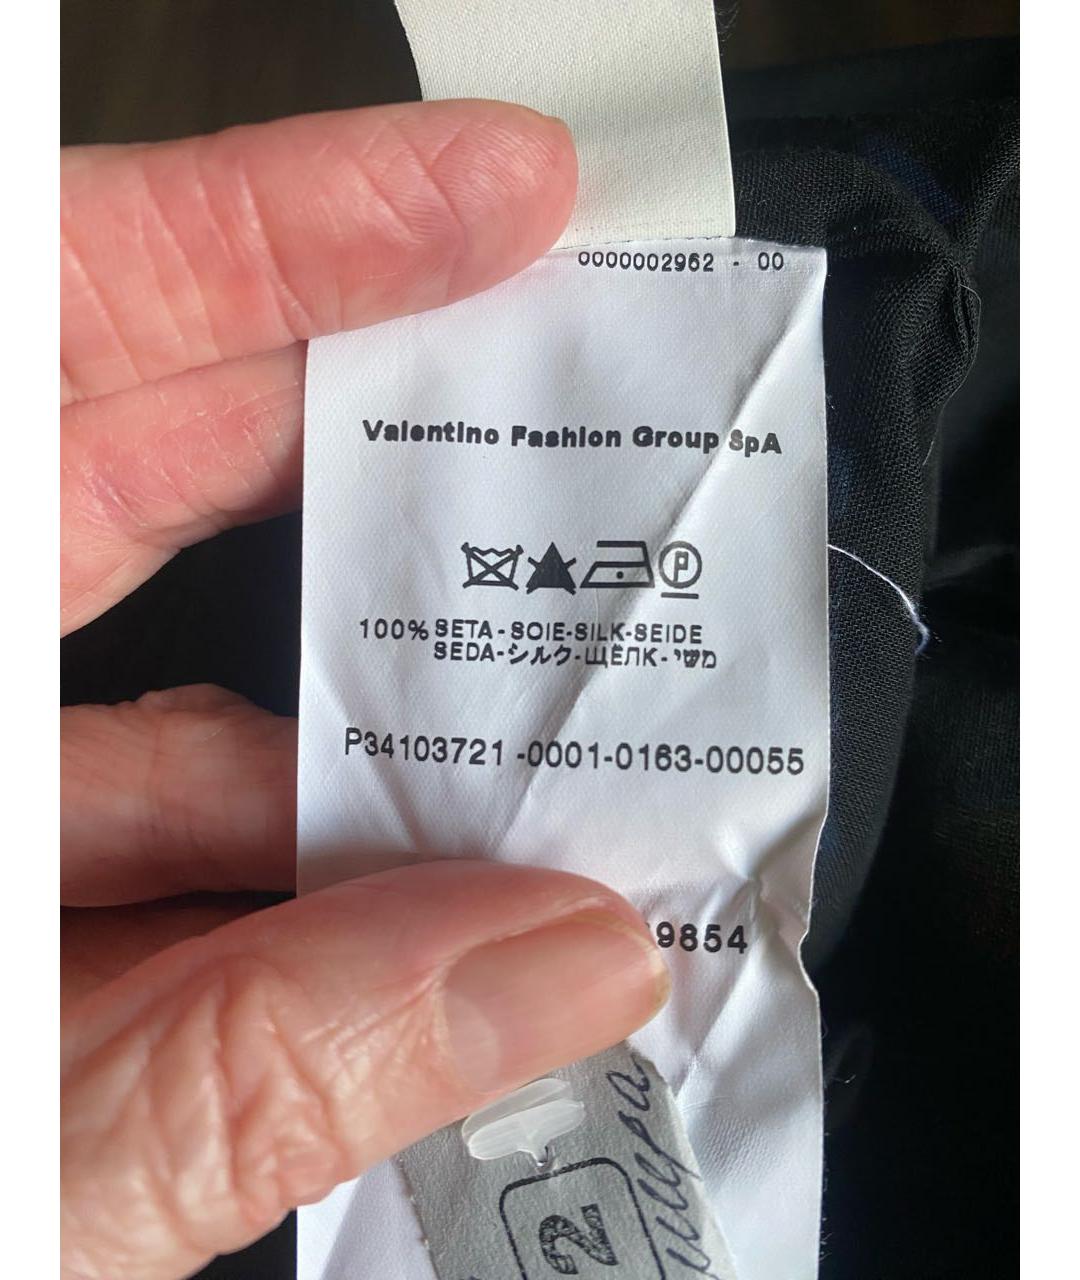 0000002962 - 00
Valentino Fashion Group SpA
P
100% SETA - SOIE-SILK-SEIDE
SEDA-シルク-ЩЁЛК-משי
P34103721 -0001-0163-00055
9854
2